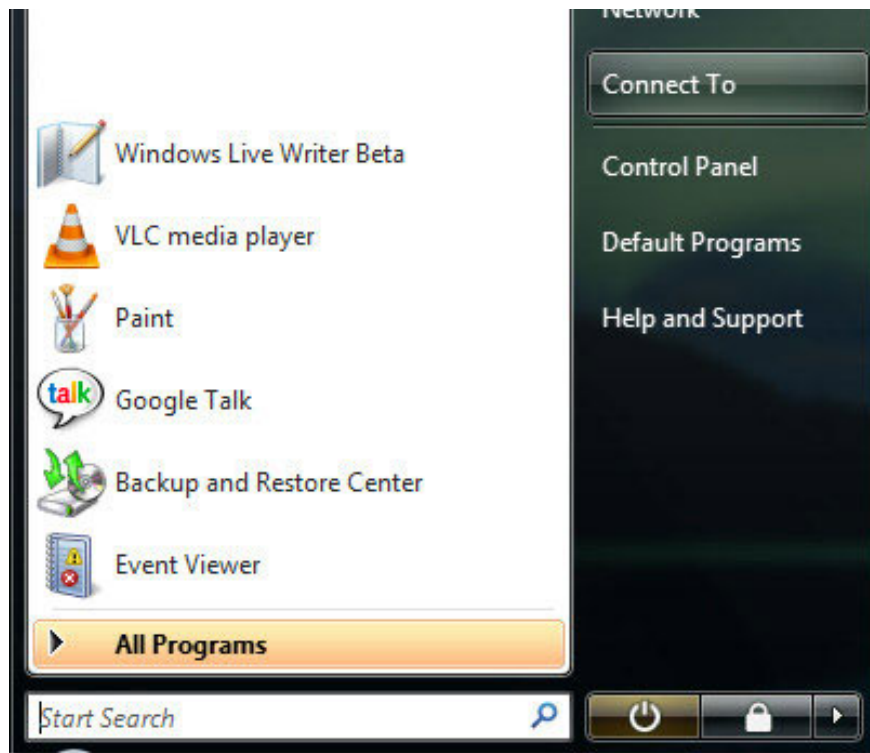 Windows Live Writer Beta
VLC media player
Paint
talk
Google Talk
Backup and Restore Center
Event Viewer
All Programs
Start Search
Network
Connect To
Control Panel
Default Programs
Help and Support